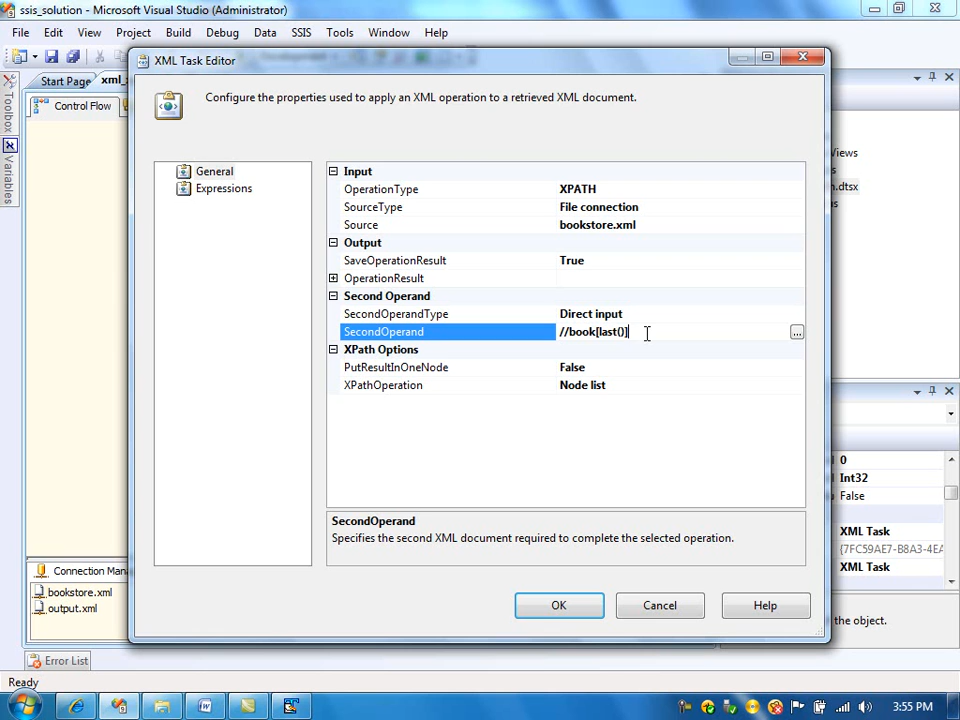 ssis_solution - Microsoft Visual Studio (Administrator)
File Edit View Project Build Debug Data SSIS Tools Window Help
XML Task Editor
Start Page
Control Flow
Toolbox
Variables
Configure the properties used to apply an XML operation to a retrieved XML document.
General
Expressions
Input
OperationType XPATH
SourceType File connection
Source bookstore.xml
Output
SaveOperationResult True
OperationResult
Second Operand
SecondOperandType Direct input
SecondOperand //book[last()] ...
XPath Options
PutResultInOneNode False
XPathOperation Node list
SecondOperand
Specifies the second XML document required to complete the selected operation.
OK Cancel Help
0
Int32
False
XML Task
{7FC59AE7-B8A3-4EA
XML Task
the object.
bookstore.xml
output.xml
Error List
Ready
3:55 PM